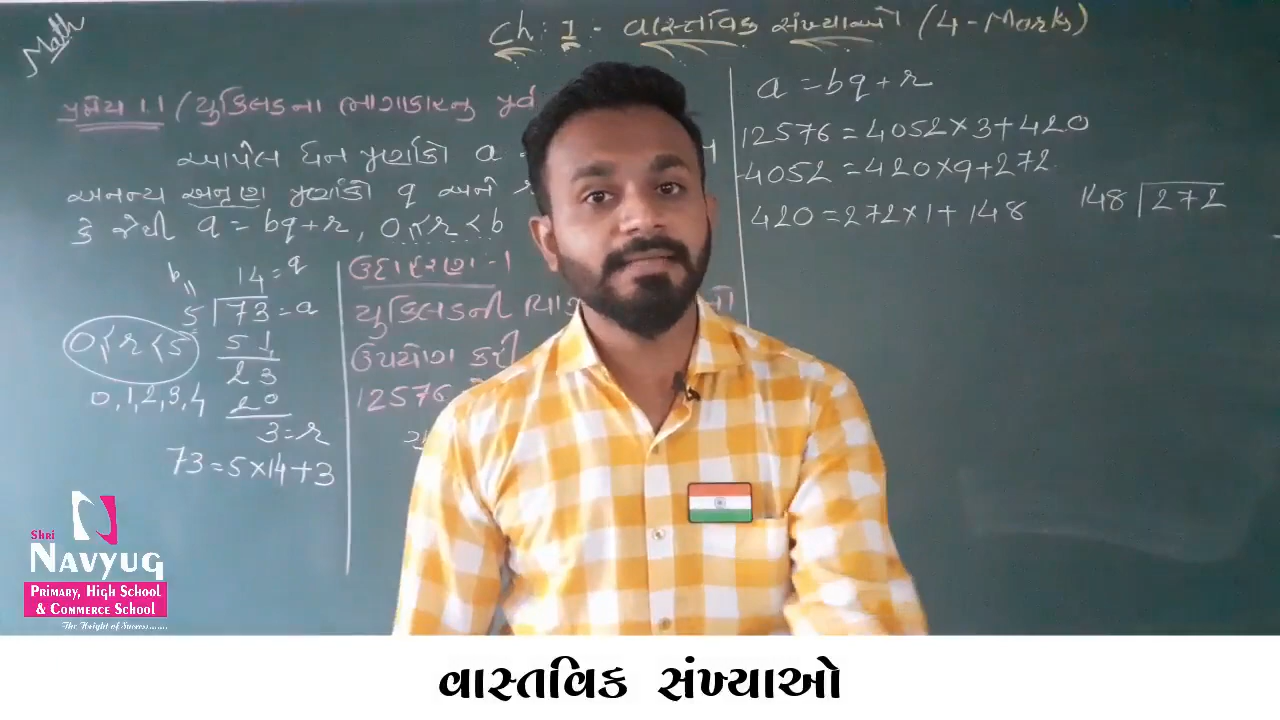 Math
Ch: 1 - વાસ્તવિક સંખ્યાઓ (4-Marks)
પ્રમેય 1.1 (યુક્લિડના ભાગાકારનું પૂર્વ
આપેલ ધન પૂર્ણાંકો a
અનન્ય અનૃણ પૂર્ણાંકો q અને
કે જેથી a = bq+r, 0≤r<b
b 14=q
5 73=a
0≤r<5
5↓
23
20
0,1,2,3,4
3=r
73=5×14+3
ઉદાહરણ:-1
યુક્લિડની ભાગ
ઉપયોગ કરી
12576
a=bq+r
12576=4052×3+420
4052=420×9+272
420=272×1+148
148 272
Shri
Navyug
Primary, High School
& Commerce School
The Knight of Success......
વાસ્તવિક સંખ્યાઓ